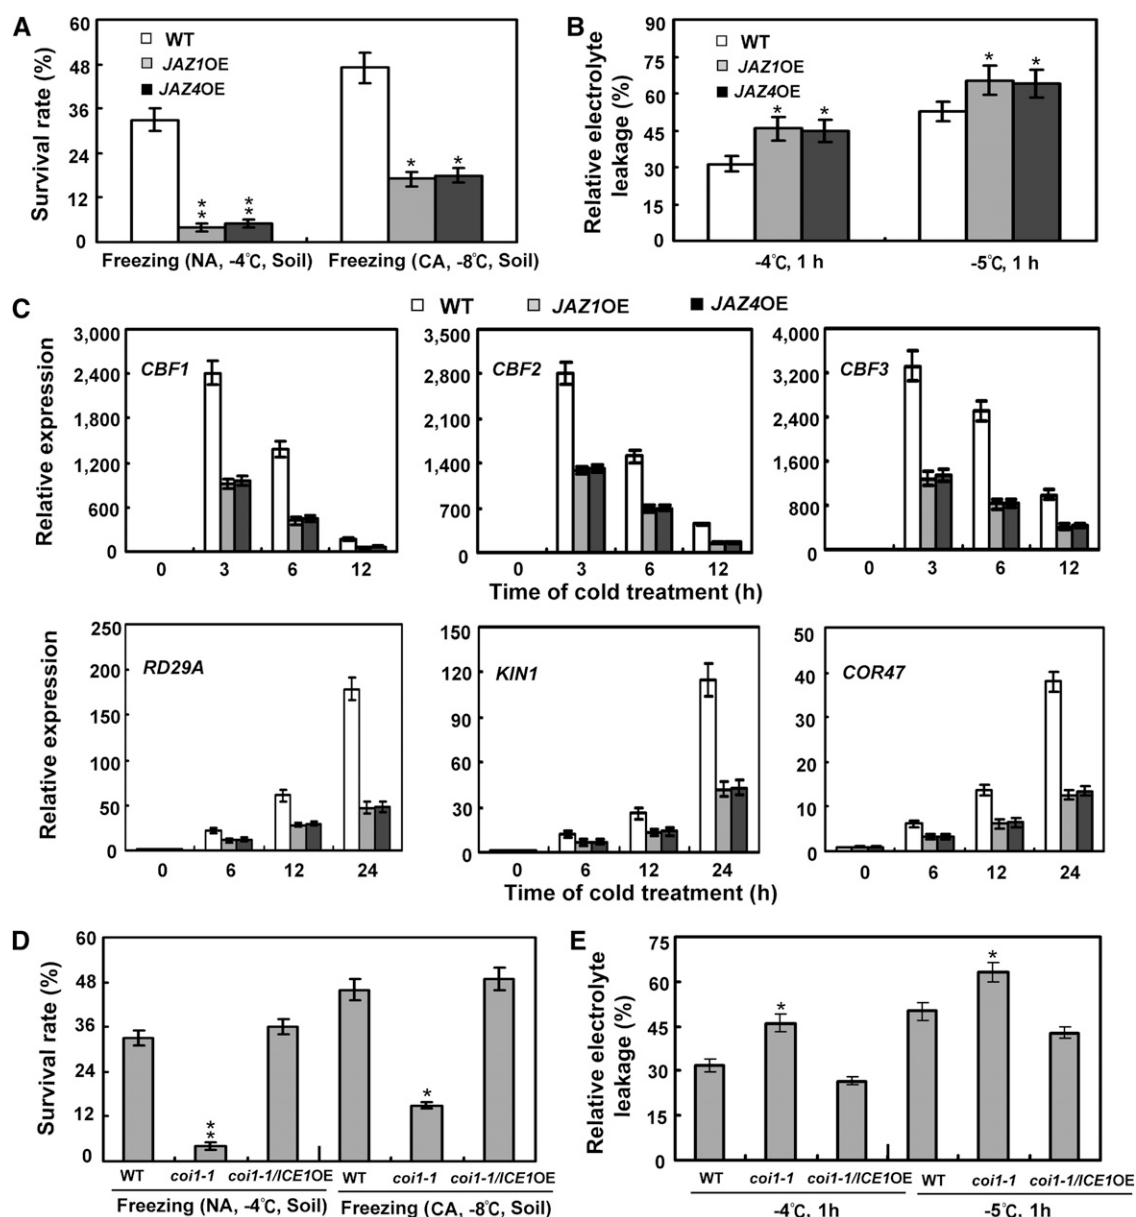 A
Survival rate (%)
60
48
36
24
12
0
WT
JAZ1OE
JAZ4OE
**
**
*
*
Freezing (NA, -4℃, Soil)
Freezing (CA, -8℃, Soil)
B
Relative electrolyte
leakage (%)
90
75
60
45
30
15
0
WT
JAZ1OE
JAZ4OE
*
*
*
*
-4℃, 1 h
-5℃, 1 h
C
WT
JAZ1OE
JAZ4OE
Relative expression
3,000
2,400
1,800
1,200
600
0
CBF1
0 3 6 12
3,500
2,800
2,100
1,400
700
0
CBF2
0 3 6 12
4,000
3,200
2,400
1,600
800
0
CBF3
0 3 6 12
Time of cold treatment (h)
Relative expression
250
200
150
100
50
0
RD29A
0 6 12 24
150
120
90
60
30
0
KIN1
0 6 12 24
50
40
30
20
10
0
COR47
0 6 12 24
Time of cold treatment (h)
D
Survival rate (%)
60
48
36
24
12
0
**
*
WT coi1-1 coi1-1/ICE1OE WT coi1-1 coi1-1/ICE1OE
Freezing (NA, -4℃, Soil)
Freezing (CA, -8℃, Soil)
E
Relative electrolyte
leakage (%)
75
60
45
30
15
0
*
*
WT coi1-1 coi1-1/ICE1OE WT coi1-1 coi1-1/ICE1OE
-4℃, 1h
-5℃, 1h